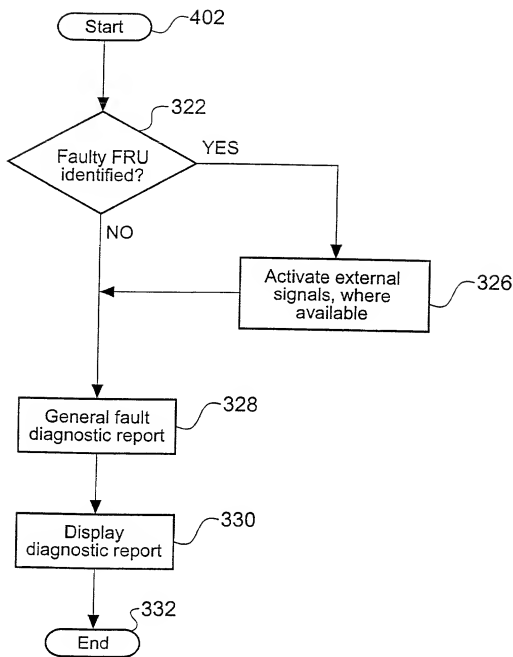 Start
402
322
Faulty FRU
identified?
YES
NO
Activate external
signals, where
available
326
General fault
diagnostic report
328
Display
diagnostic report
330
332
End